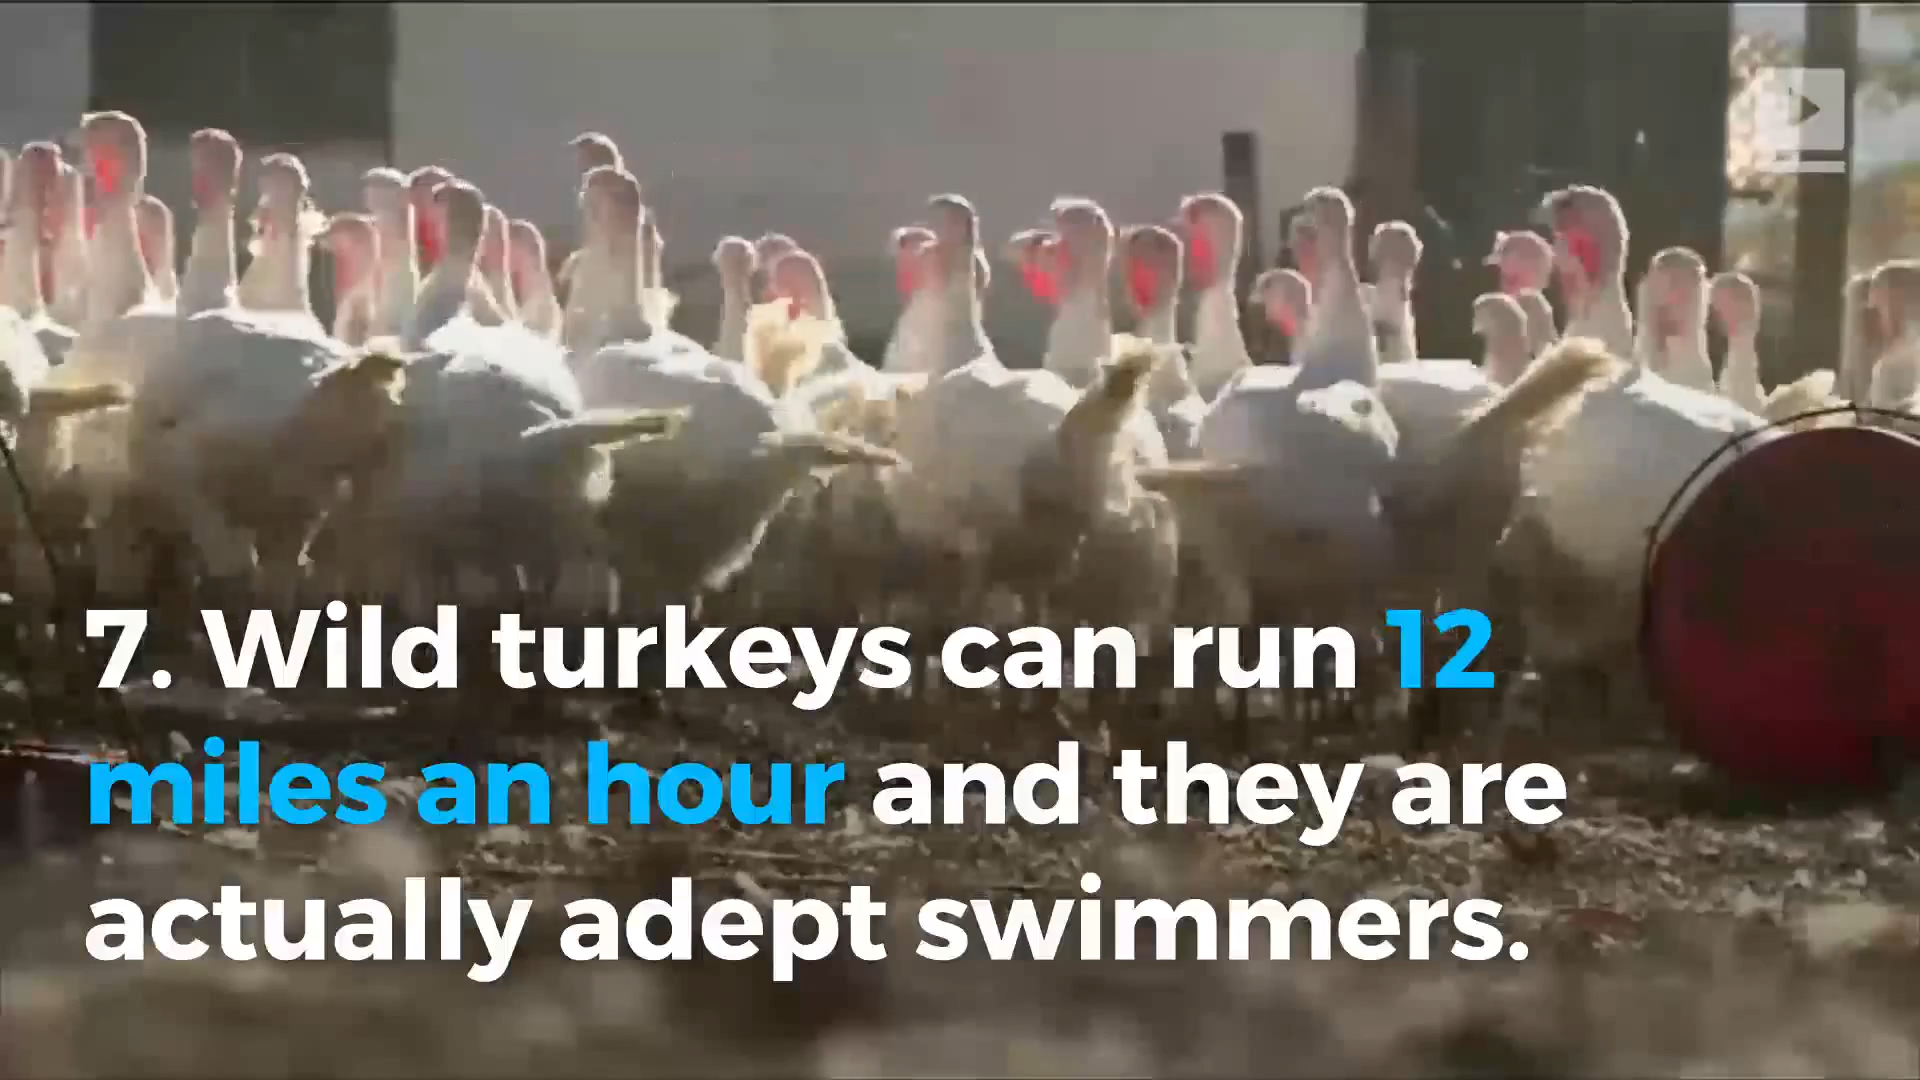 7. Wild turkeys can run 12
miles an hour and they are
actually adept swimmers.